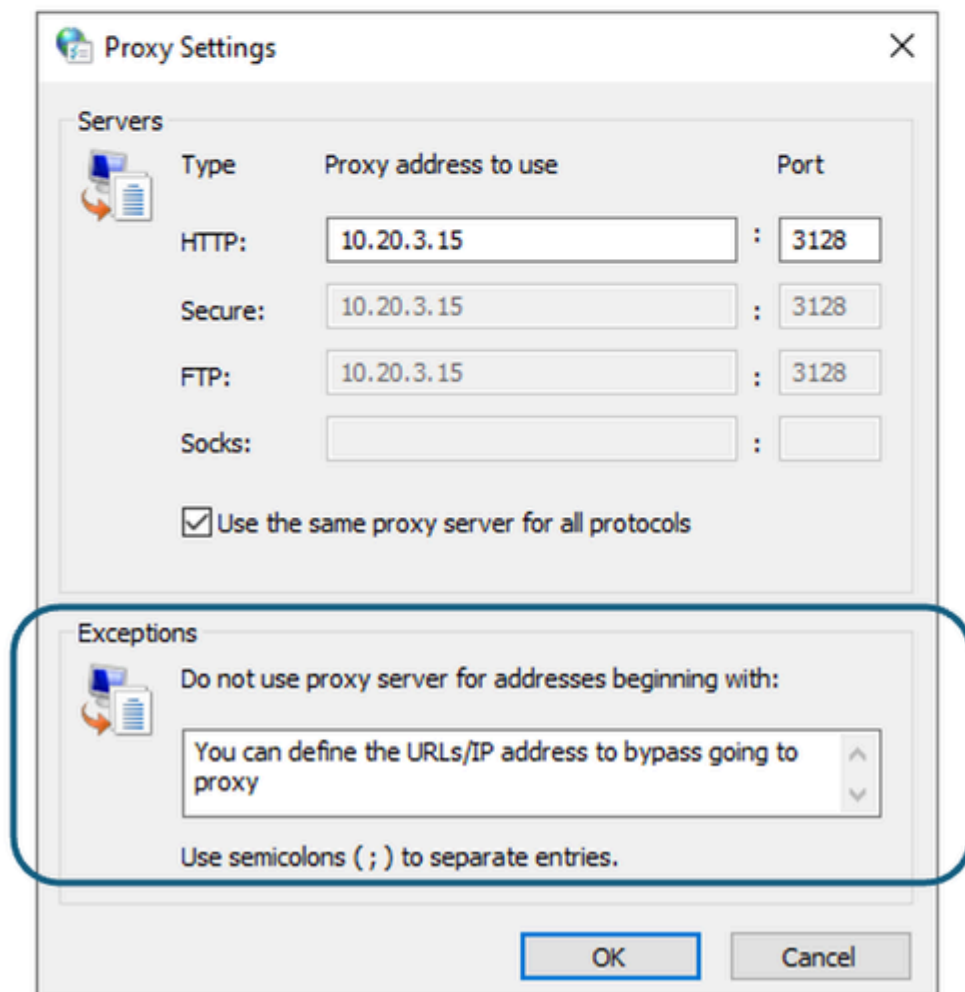 Proxy Settings
Servers
Type Proxy address to use Port
HTTP: 10.20.3.15 : 3128
Secure: 10.20.3.15 : 3128
FTP: 10.20.3.15 : 3128
Socks: :
Use the same proxy server for all protocols
Exceptions
Do not use proxy server for addresses beginning with:
You can define the URLs/IP address to bypass going to
proxy
Use semicolons ( ; ) to separate entries.
OK Cancel